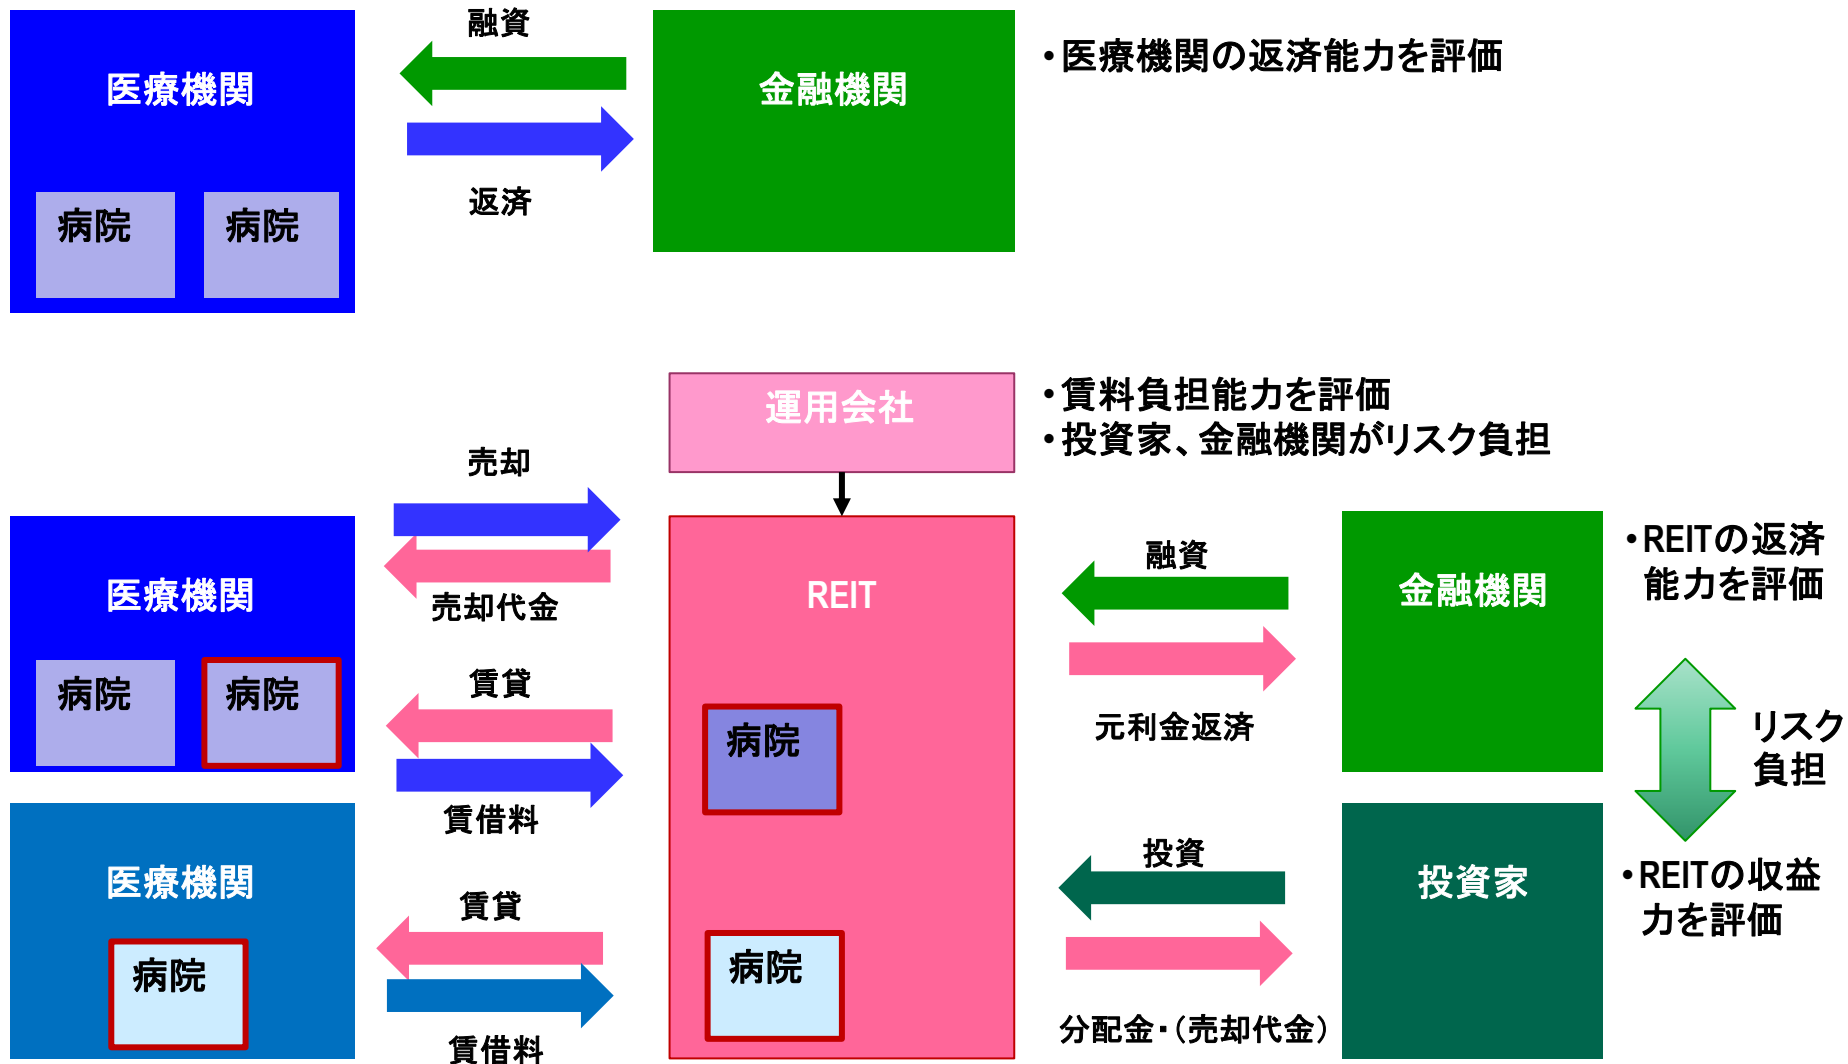 融資
医療機関
金融機関
・医療機関の返済能力を評価
返済
病院
病院
運用会社
・賃料負担能力を評価
・投資家、金融機関がリスク負担
売却
売却代金
医療機関
REIT
融資
金融機関
・REITの返済
能力を評価
病院
病院
賃貸
賃借料
病院
元利金返済
リスク
負担
医療機関
病院
賃貸
賃借料
病院
投資
分配金・（売却代金）
投資家
・REITの収益
力を評価